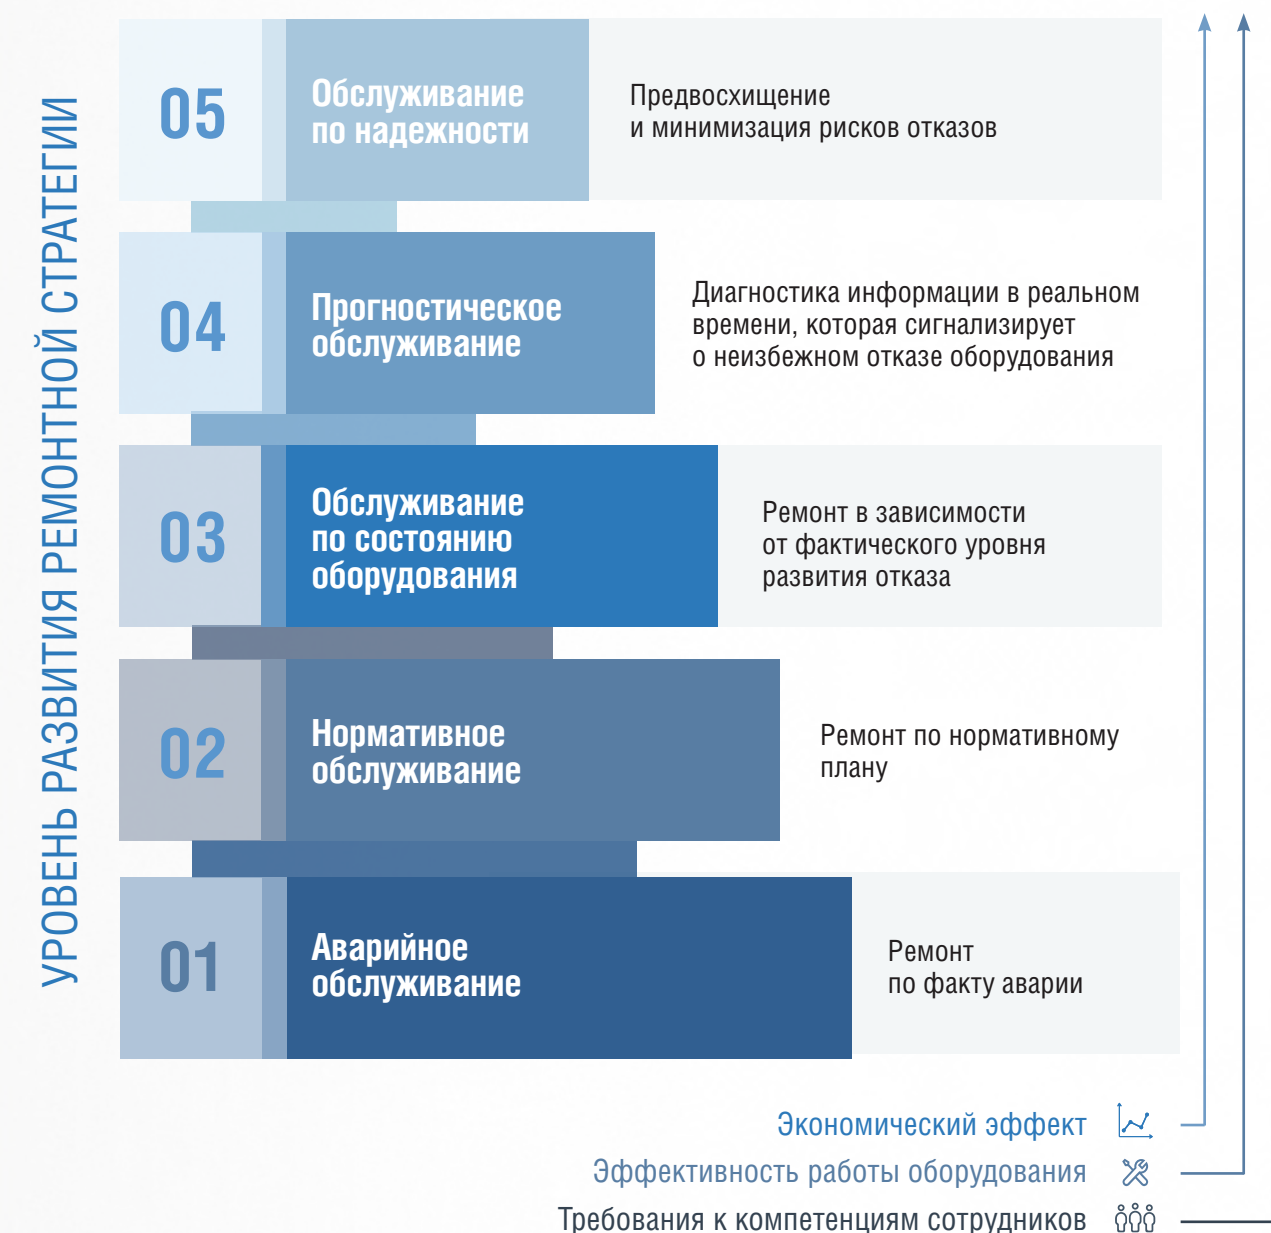 УРОВЕНЬ РАЗВИТИЯ РЕМОНТНОЙ СТРАТЕГИИ
05
Обслуживание
по надежности
Предвосхищение
и минимизация рисков отказов
04
Прогностическое
обслуживание
Диагностика информации в реальном
времени, которая сигнализирует
о неизбежном отказе оборудования
03
Обслуживание
по состоянию
оборудования
Ремонт в зависимости
от фактического уровня
развития отказа
02
Нормативное
обслуживание
Ремонт по нормативному
плану
01
Аварийное
обслуживание
Ремонт
по факту аварии
Экономический эффект
Эффективность работы оборудования
Требования к компетенциям сотрудников